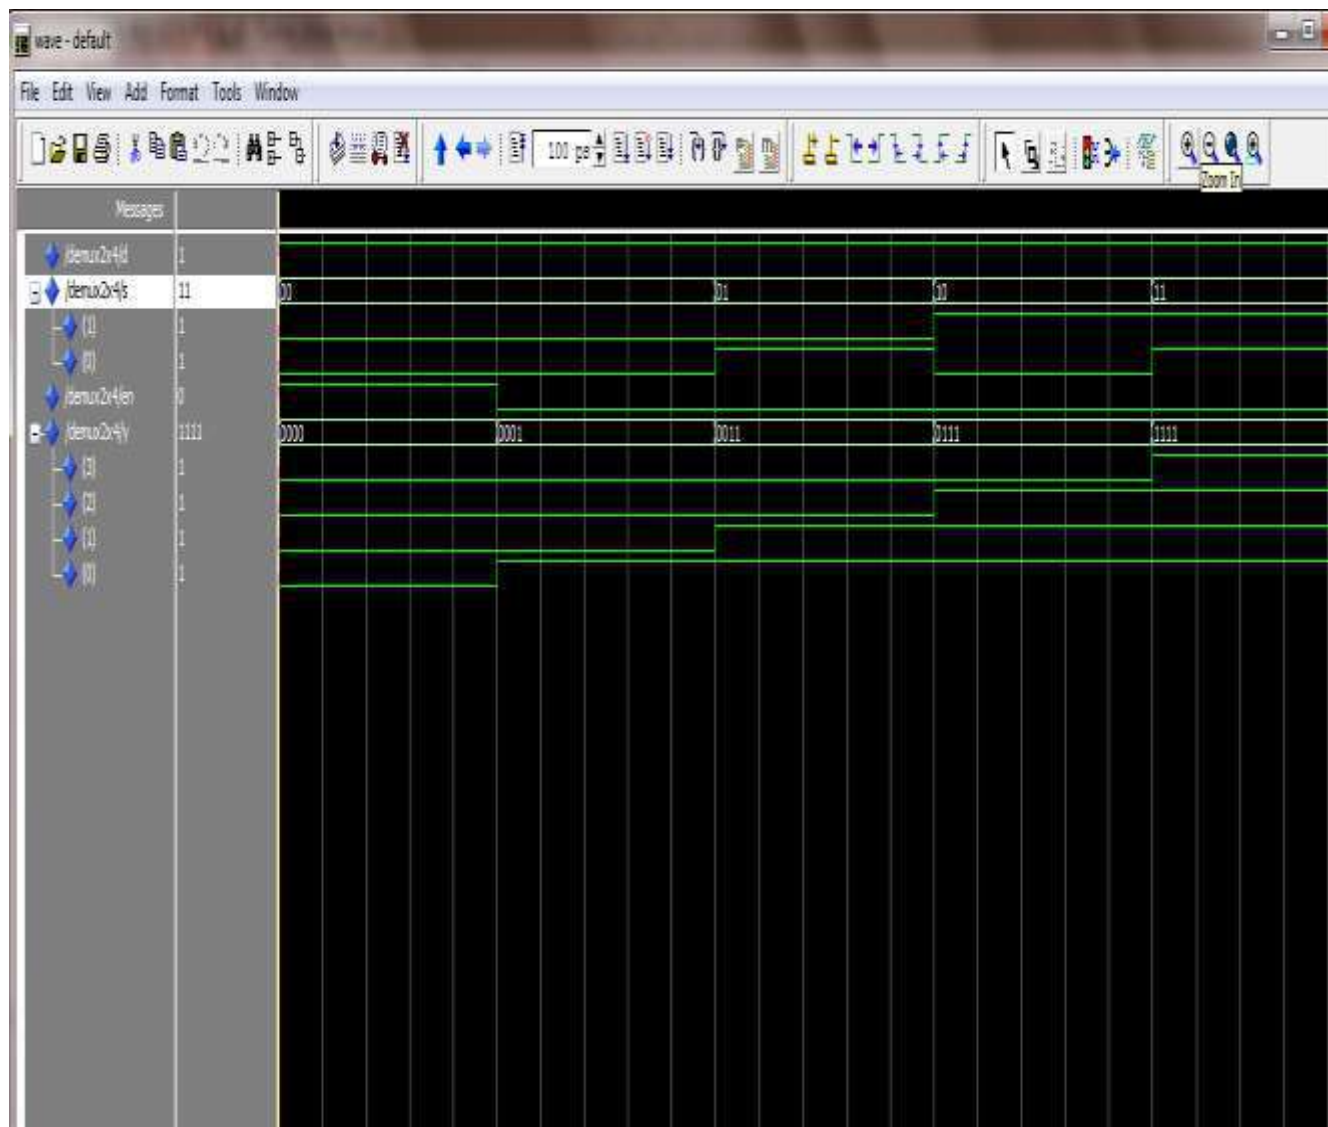 wave - default
File Edit View Add Format Tools Window
100 ps
Zoom In
Messages
/demux2x4/d 1
/demux2x4/s 11 00 01 10 11
(1) 1
(0) 1
/demux2x4/en 0
/demux2x4/y 1111 0000 0001 0011 0111 1111
(3) 1
(2) 1
(1) 1
(0) 1